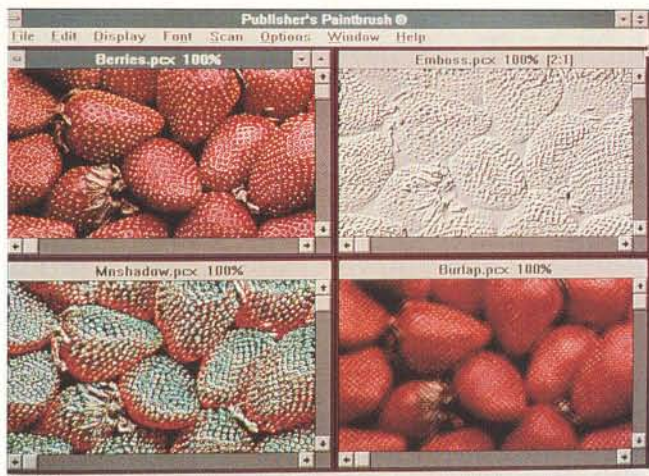 Publisher's Paintbrush ®
File Edit Display Font Scan Options Window Help
Berries.pcx 100%
Emboss.pcx 100% [2:1]
Mnshadow.pcx 100%
Burlap.pcx 100%